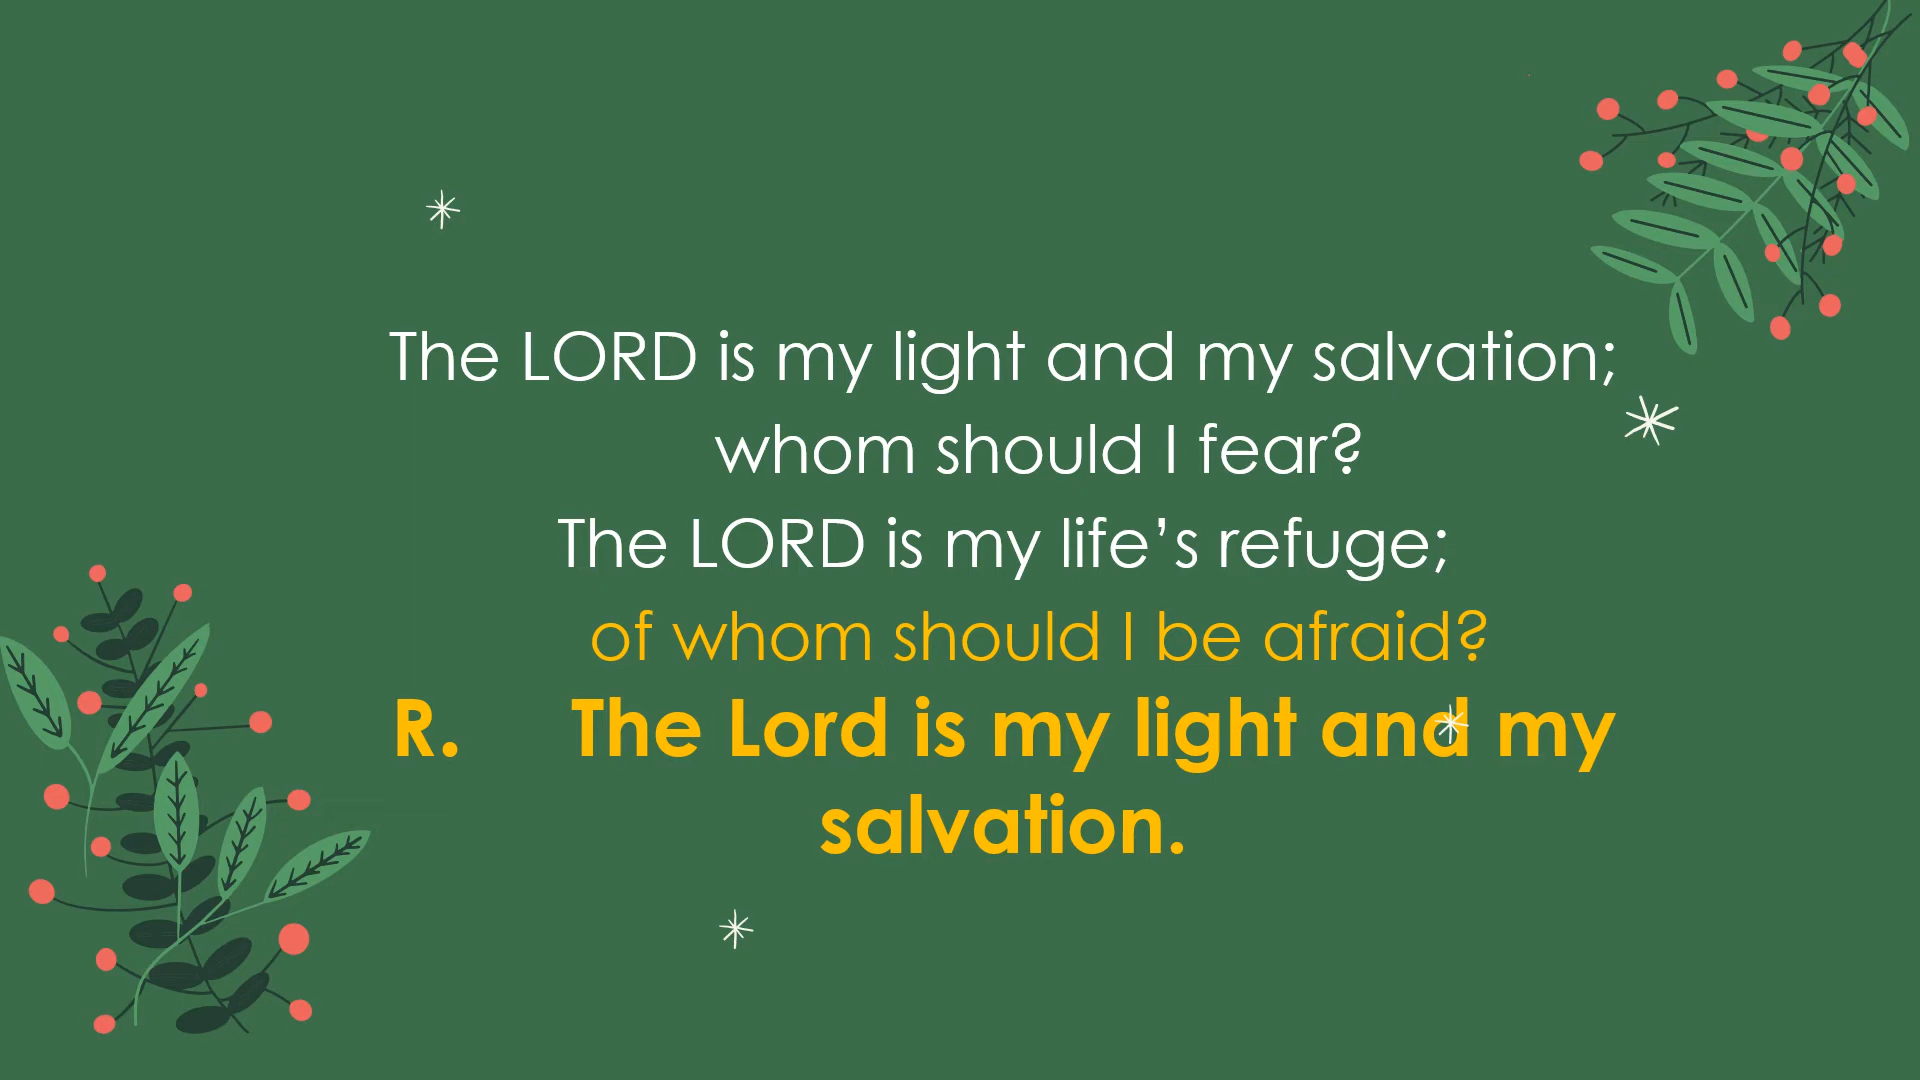 The LORD is my light and my salvation;
whom should I fear?
The LORD is my life’s refuge;
of whom should I be afraid?
R. The Lord is my light and my
salvation.